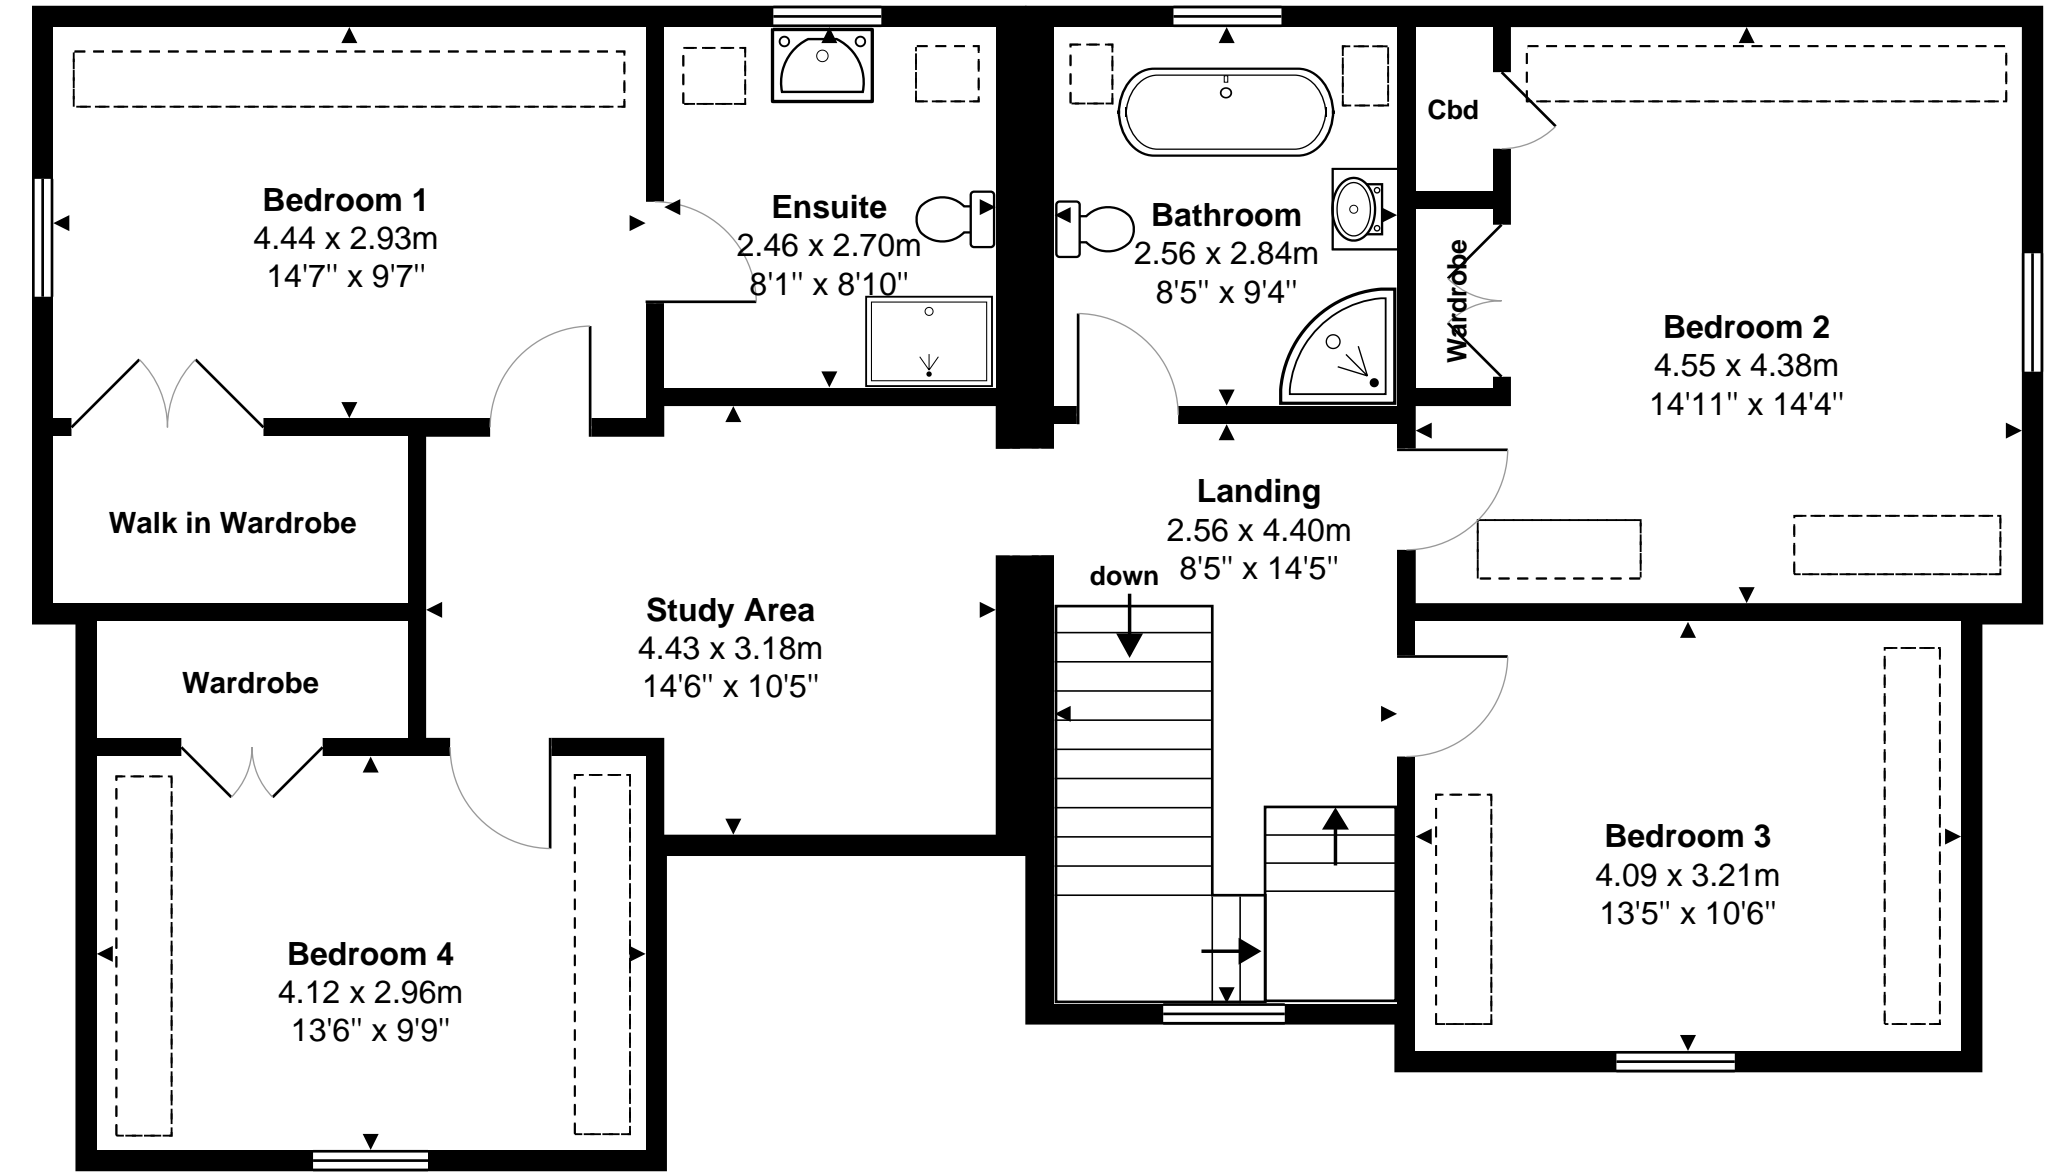 Bedroom 1
4.44 x 2.93m
14'7" x 9'7"
Ensuite
2.46 x 2.70m
8'1" x 8'10"
Bathroom
2.56 x 2.84m
8'5" x 9'4"
Cbd
Wardrobe
Bedroom 2
4.55 x 4.38m
14'11" x 14'4"
Walk in Wardrobe
Landing
2.56 x 4.40m
8'5" x 14'5"
down
Study Area
4.43 x 3.18m
14'6" x 10'5"
Wardrobe
Bedroom 3
4.09 x 3.21m
13'5" x 10'6"
Bedroom 4
4.12 x 2.96m
13'6" x 9'9"